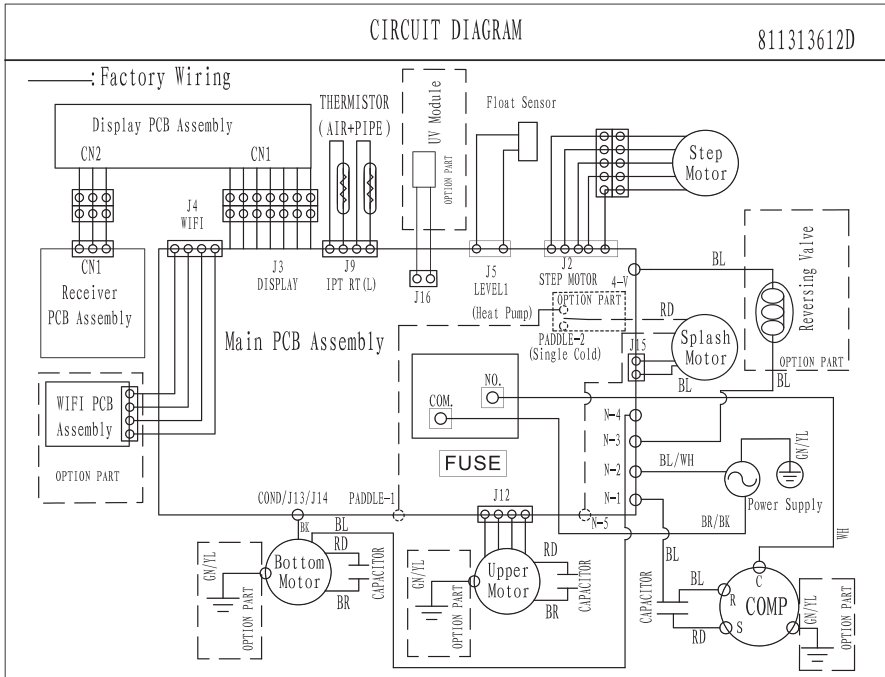 CIRCUIT DIAGRAM
811313612D
: Factory Wiring
Display PCB Assembly
CN2
CN1
THERMISTOR
(AIR+PIPE)
UV Module
OPTION PART
Float Sensor
Step
Motor
J4
WIFI
CN1
Receiver
PCB Assembly
J3
DISPLAY
J9
IPT RT(L)
J16
J5
LEVEL1
J2
STEP MOTOR
4-V
BL
Reversing Valve
OPTION PART
BL
(Heat Pump)
OPTION PART
PADDLE-2
(Single Cold)
RD
Splash
Motor
J15
BL
Main PCB Assembly
WIFI PCB
Assembly
OPTION PART
COM.
NO.
FUSE
N-4
N-3
N-2
N-1
N-5
BL/WH
GN/YL
Power Supply
BR/BK
COND/J13/J14
PADDLE-1
J12
BK
BL
RD
Bottom
Motor
BR
CAPACITOR
GN/YL
OPTION PART
GN/YL
OPTION PART
Upper
Motor
RD
BR
CAPACITOR
BL
WH
CAPACITOR
BL
RD
C
R
S
COMP
GN/YL
OPTION PART